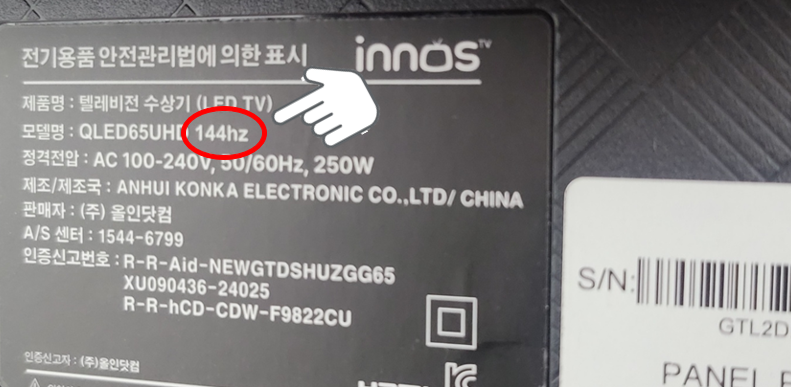 전기용품 안전관리법에 의한 표시
innos TV
제품명 : 텔레비전 수상기 (LED TV)
모델명 : QLED65UHD 144hz
정격전압 : AC 100-240V, 50/60Hz, 250W
제조/제조국 : ANHUI KONKA ELECTRONIC CO.,LTD/ CHINA
판매자 : (주) 올인닷컴
A/S 센터 : 1544-6799
인증신고번호 : R-R-Aid-NEWGTDSHUZGG65
XU090436-24025
R-R-hCD-CDW-F9822CU
인증신고자 : (주)올인닷컴
S/N:
GTL2D
PANEL